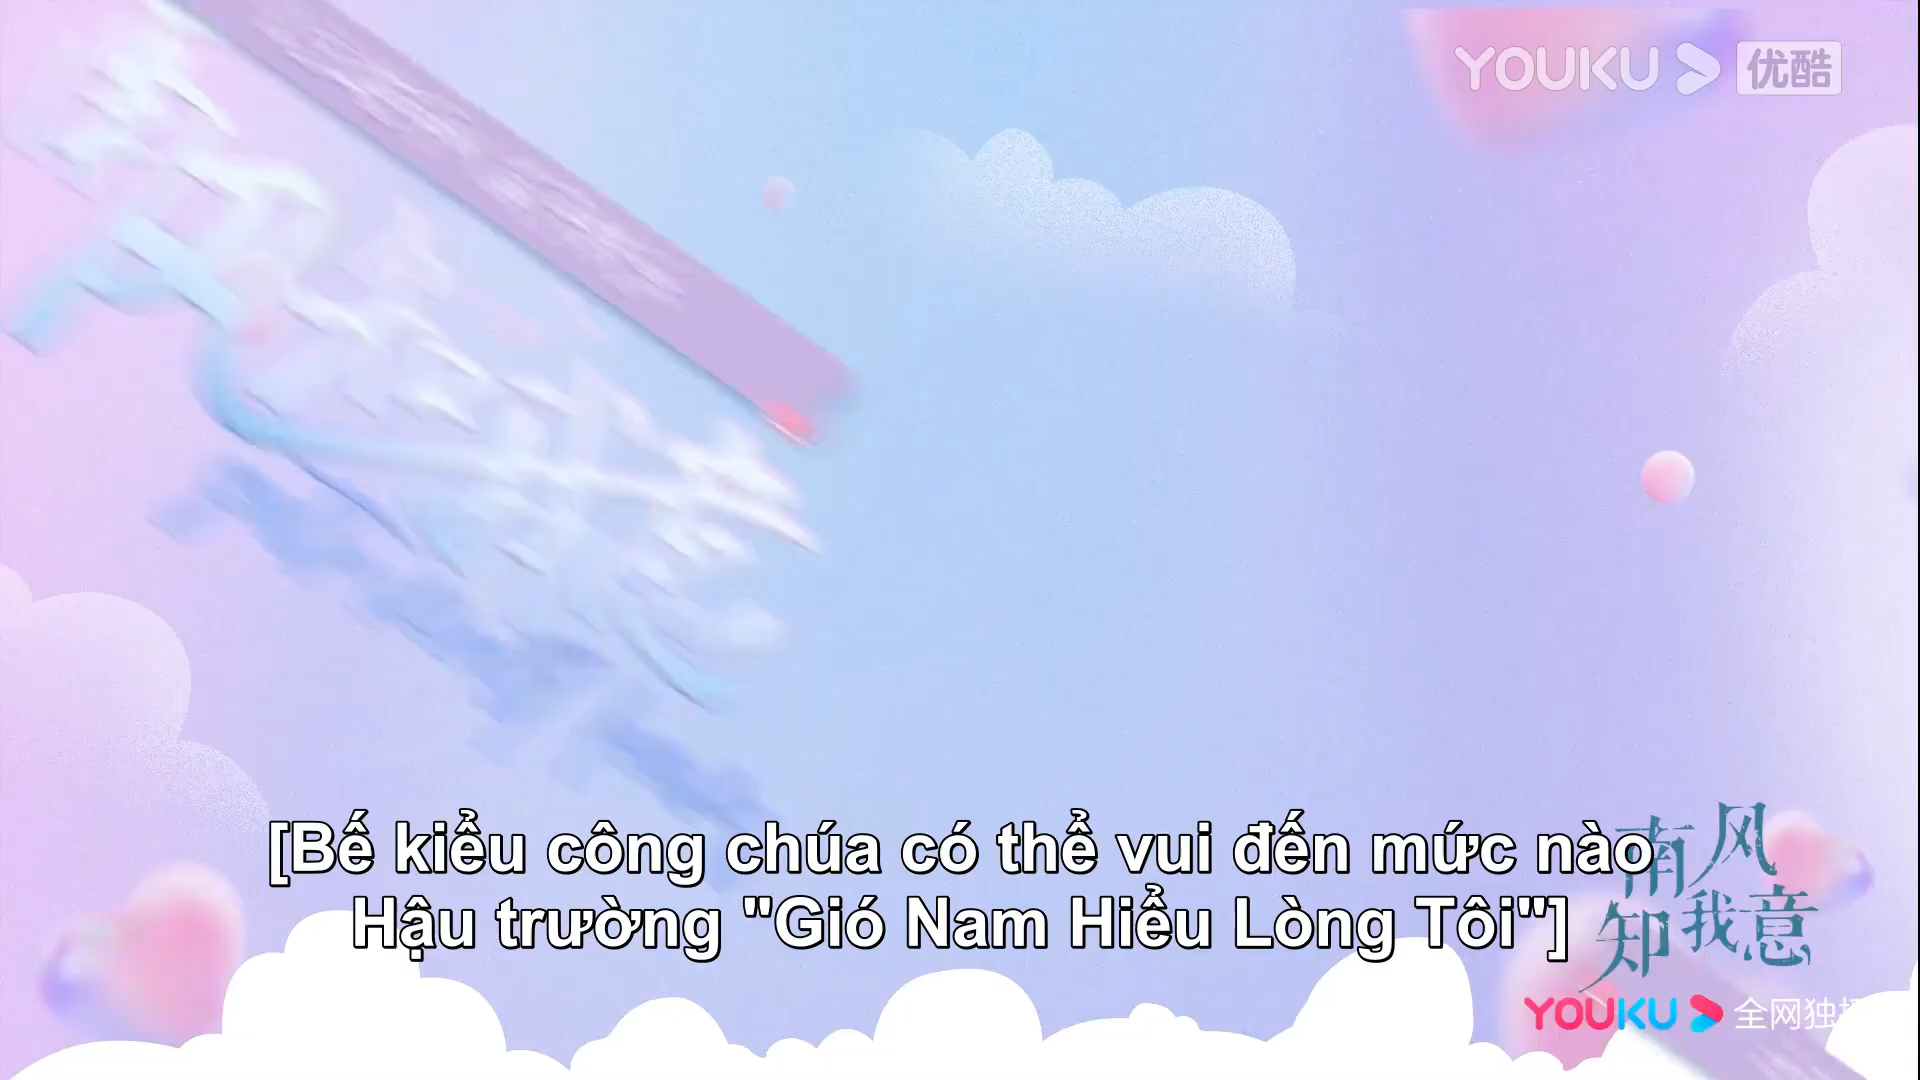 YOUKU 优酷
[Bế kiểu công chúa có thể vui đến mức nào
Hậu trường "Gió Nam Hiểu Lòng Tôi"]
南风
知我意
YOUKU 全网独播